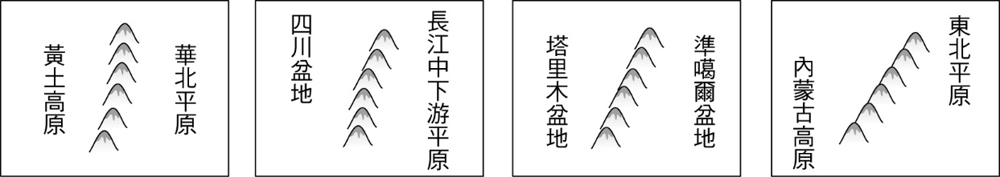 黃土高原
華北平原
四川盆地
長江中下游平原
塔里木盆地
準噶爾盆地
內蒙古高原
東北平原